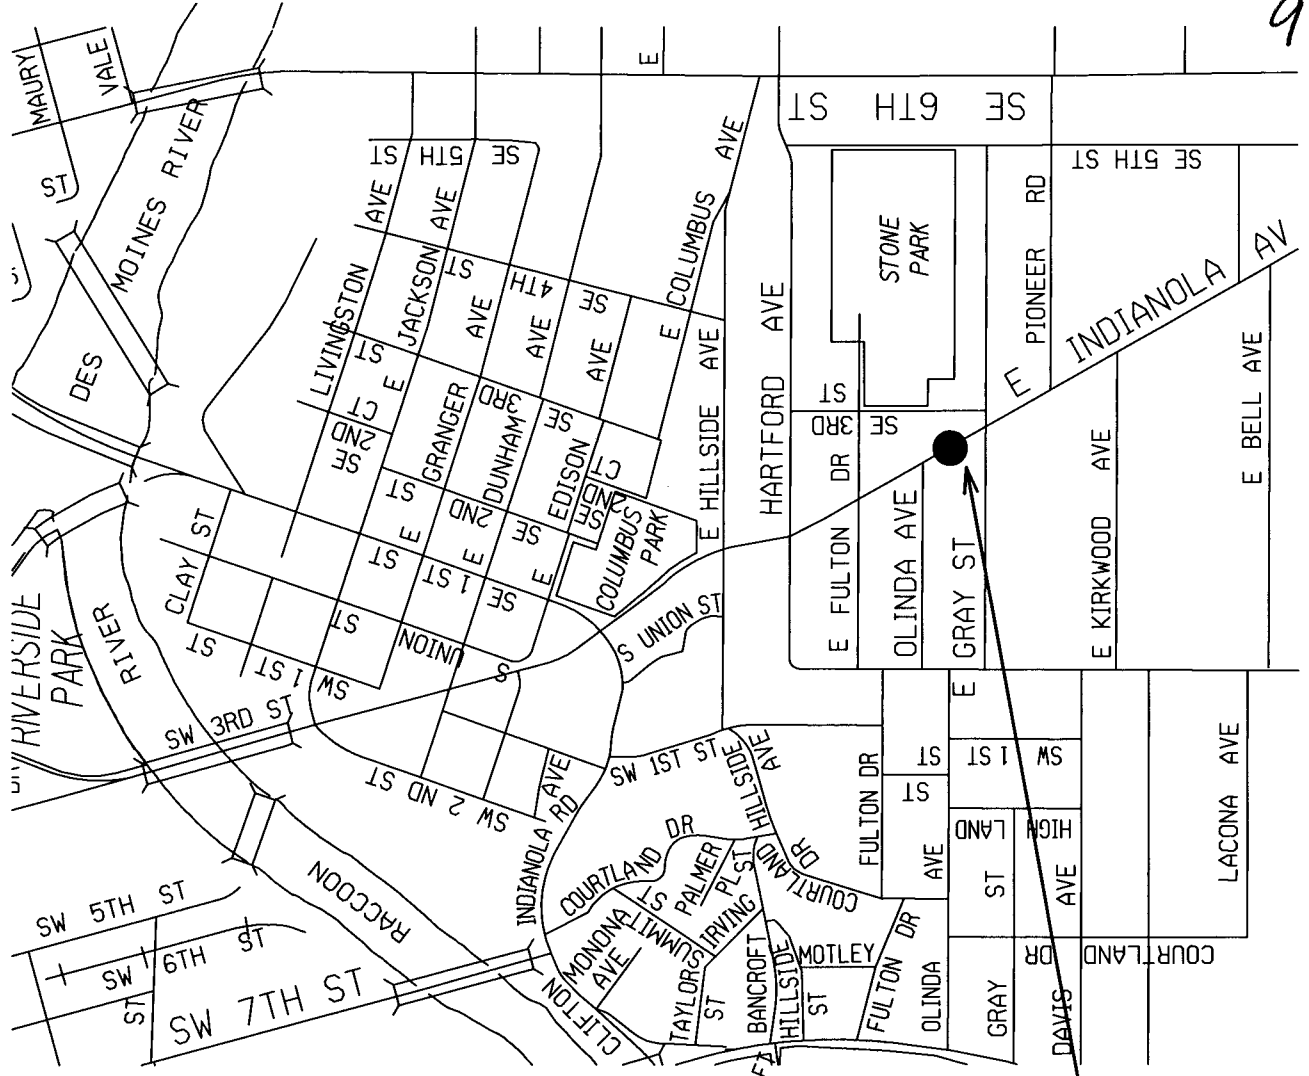 9
MAURY
VALE
ST
DES
MOINES RIVER
E
SE 6TH ST
SE 5TH ST
SE 5TH ST
COLUMBUS AVE
E
STONE
PARK
PIONEER RD
E INDIANOLA AV
LIVINGSTON AVE
E JACKSON AVE
SE 4TH ST
GRANGER AVE
E
DUNHAM AVE
E
EDISON AVE
E
SE 3RD ST
SE 2ND CT
SE 2ND CT
SE 2ND ST
SE 1 ST ST
COLUMBUS
PARK
E HILLSIDE AVE
HARTFORD AVE
SE 3RD ST
E FULTON DR
OLINDA AVE
E GRAY ST
E KIRKWOOD AVE
E BELL AVE
CLAY ST
S UNION ST
S UNION ST
SW 1 ST ST
RIVERSIDE
PARK
RACCOON RIVER
SW 3RD ST
SW 2 ND ST
AVE
INDIANOLA RD
SW 1ST ST
HILLSIDE AVE
FULTON DR
SW 1 ST ST
ST
HIGH LAND
LACONA AVE
COURTLAND DR
COURTLAND DR
PALMER
PL
ST
SUMMIT ST
IRVING
MONONA
AVE
TAYLORS
ST
BANCROFT
HILLSIDE
ST
MOTLEY
FULTON DR
OLINDA AVE
GRAY ST
DAVIS AVE
COURTLAND DR
SW 5TH ST
SW 6TH ST
ST
SW 7TH ST
CLIFTON